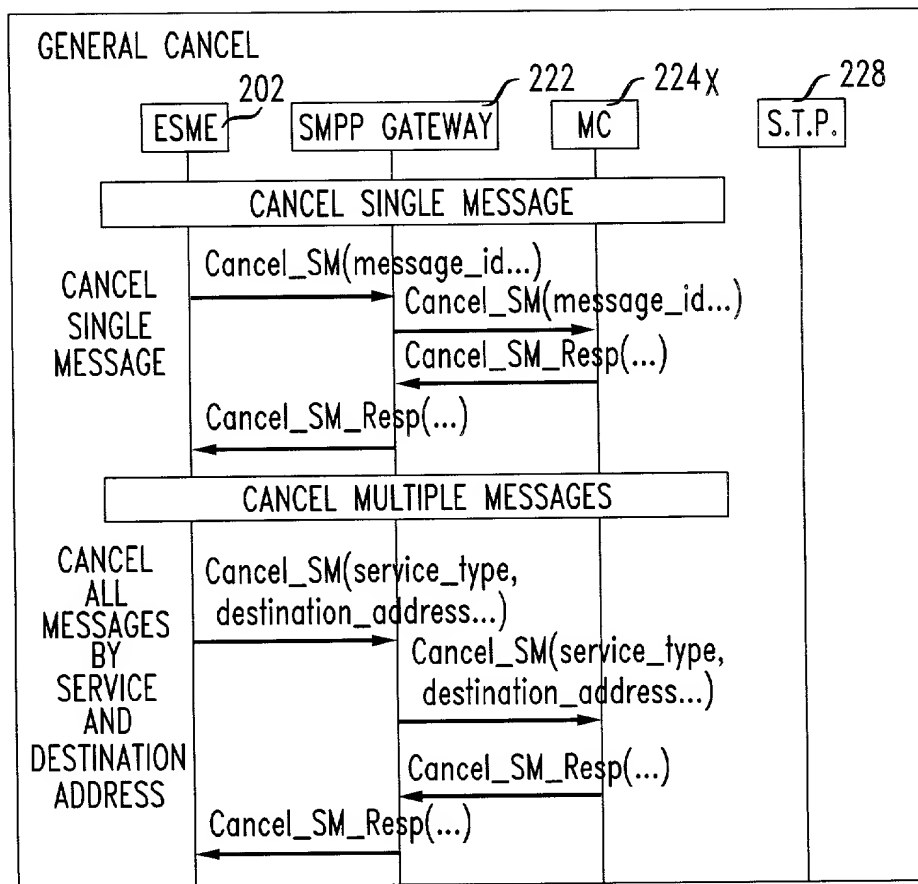 GENERAL CANCEL
202
222
224X
228
ESME
SMPP GATEWAY
MC
S.T.P.
CANCEL SINGLE MESSAGE
CANCEL
SINGLE
MESSAGE
Cancel_SM(message_id...)
Cancel_SM(message_id...)
Cancel_SM_Resp(...)
Cancel_SM_Resp(...)
CANCEL MULTIPLE MESSAGES
CANCEL
ALL
MESSAGES
BY
SERVICE
AND
DESTINATION
ADDRESS
Cancel_SM(service_type,
destination_address...)
Cancel_SM(service_type,
destination_address...)
Cancel_SM_Resp(...)
Cancel_SM_Resp(...)